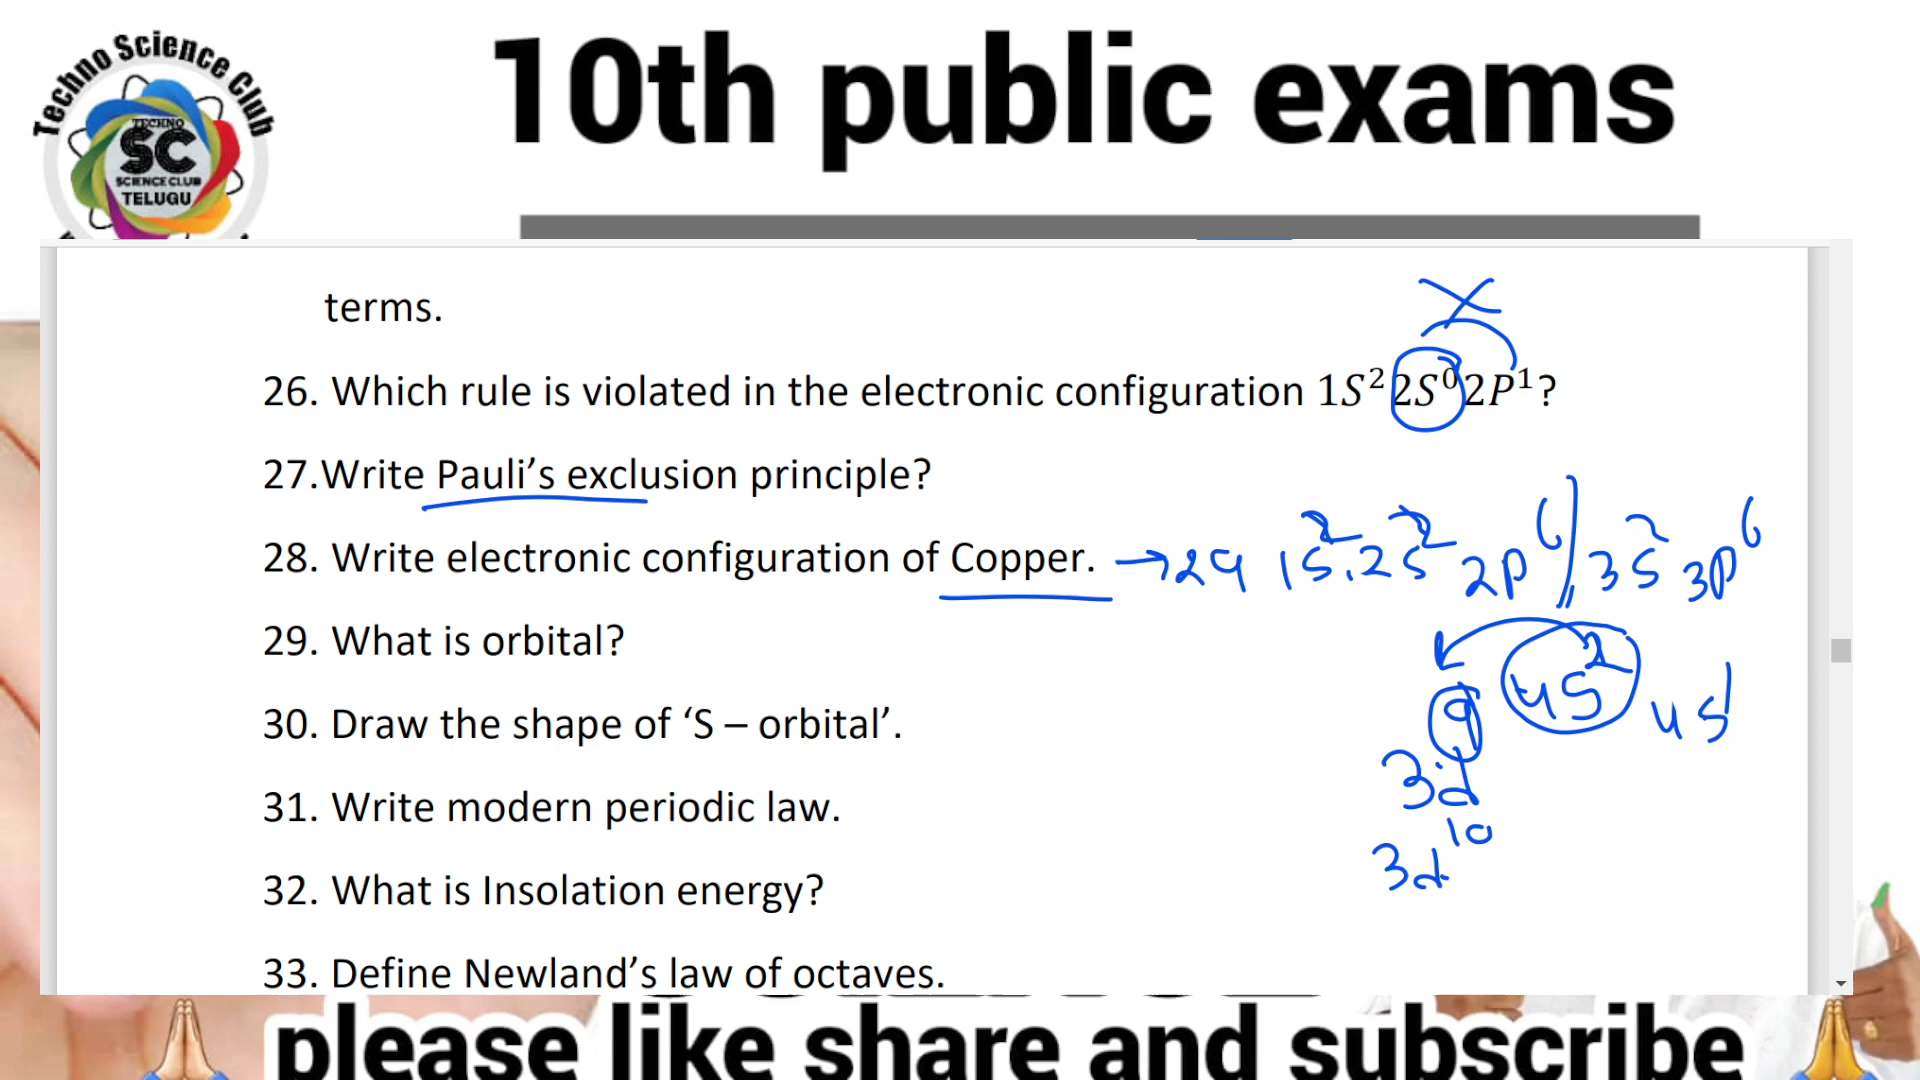 Techno Science Club
TECHNO
SC
SCIENCE CLUB
TELUGU
10th public exams
terms.
26. Which rule is violated in the electronic configuration 1S²2S⁰2P¹?
27.Write Pauli’s exclusion principle?
28. Write electronic configuration of Copper. →29 1s².2s² 2p⁶ 3s² 3p⁶
4s² 4s¹
3d⁹
3d¹⁰
29. What is orbital?
30. Draw the shape of ‘S – orbital’.
31. Write modern periodic law.
32. What is Insolation energy?
33. Define Newland’s law of octaves.
please like share and subscribe